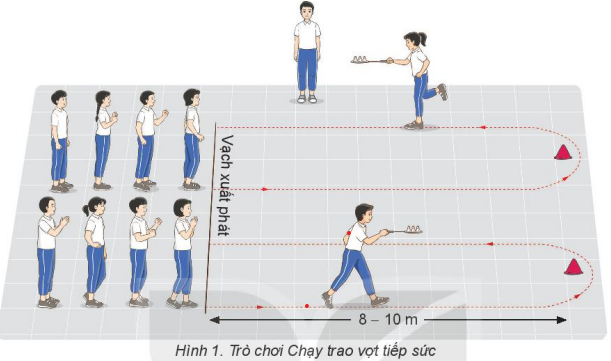 Vạch xuất phát
8 – 10 m
Hình 1. Trò chơi Chạy trao vợt tiếp sức